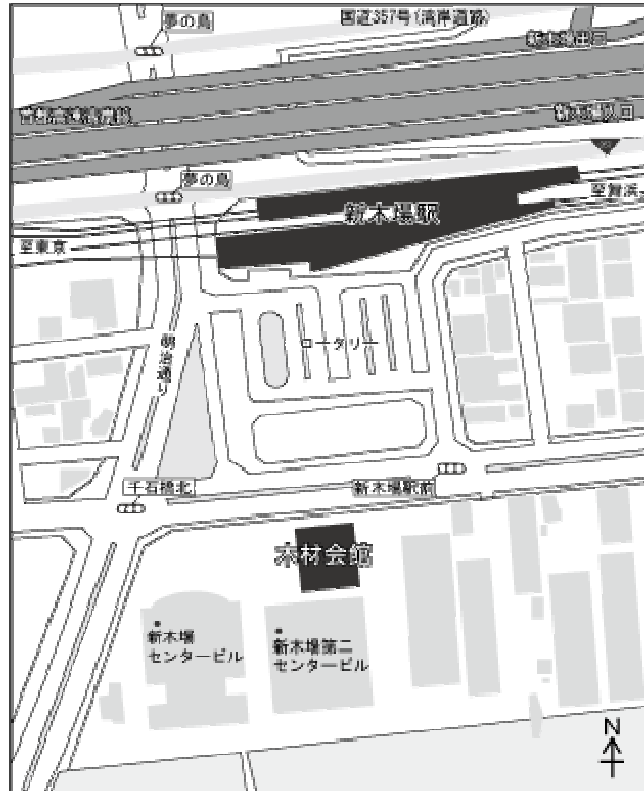 夢の島
国道357号(湾岸道路)
新木場出口
首都高速湾岸線
新木場入口
夢の島
新木場駅
至舞浜
至東京
ロータリー
明治通り
千石橋北
新木場駅前
木材会館
新木場
センタービル
新木場第二
センタービル
N